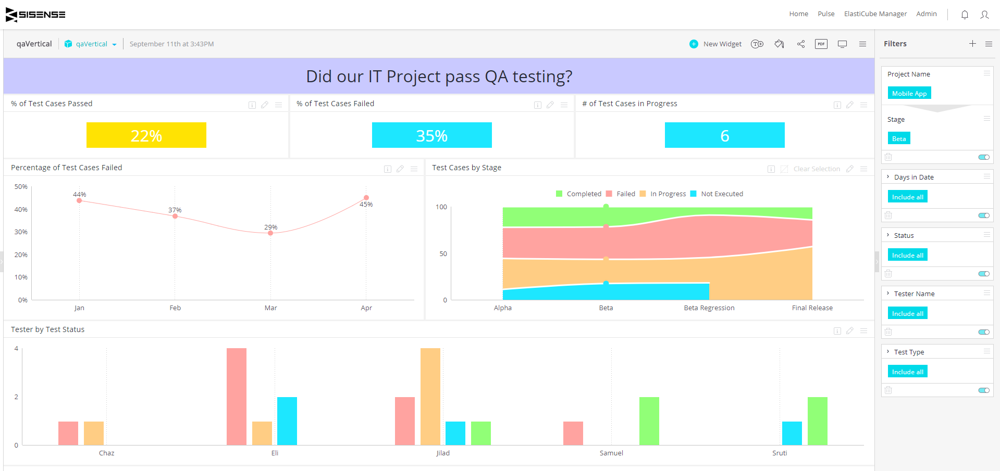 SISENSE
Home Pulse ElastiCube Manager Admin
qaVertical qaVertical September 11th at 3:43PM
New Widget T PDF
Filters
Did our IT Project pass QA testing?
% of Test Cases Passed
22%
% of Test Cases Failed
35%
# of Test Cases in Progress
6
Percentage of Test Cases Failed
50%
40%
30%
20%
10%
0%
44%
37%
29%
45%
Jan Feb Mar Apr
Test Cases by Stage
Clear Selection
Completed Failed In Progress Not Executed
100
50
0
Alpha Beta Beta Regression Final Release
Tester by Test Status
4
2
0
Chaz Eli Jilad Samuel Sruti
Project Name
Mobile App
Stage
Beta
Days in Date
Include all
Status
Include all
Tester Name
Include all
Test Type
Include all